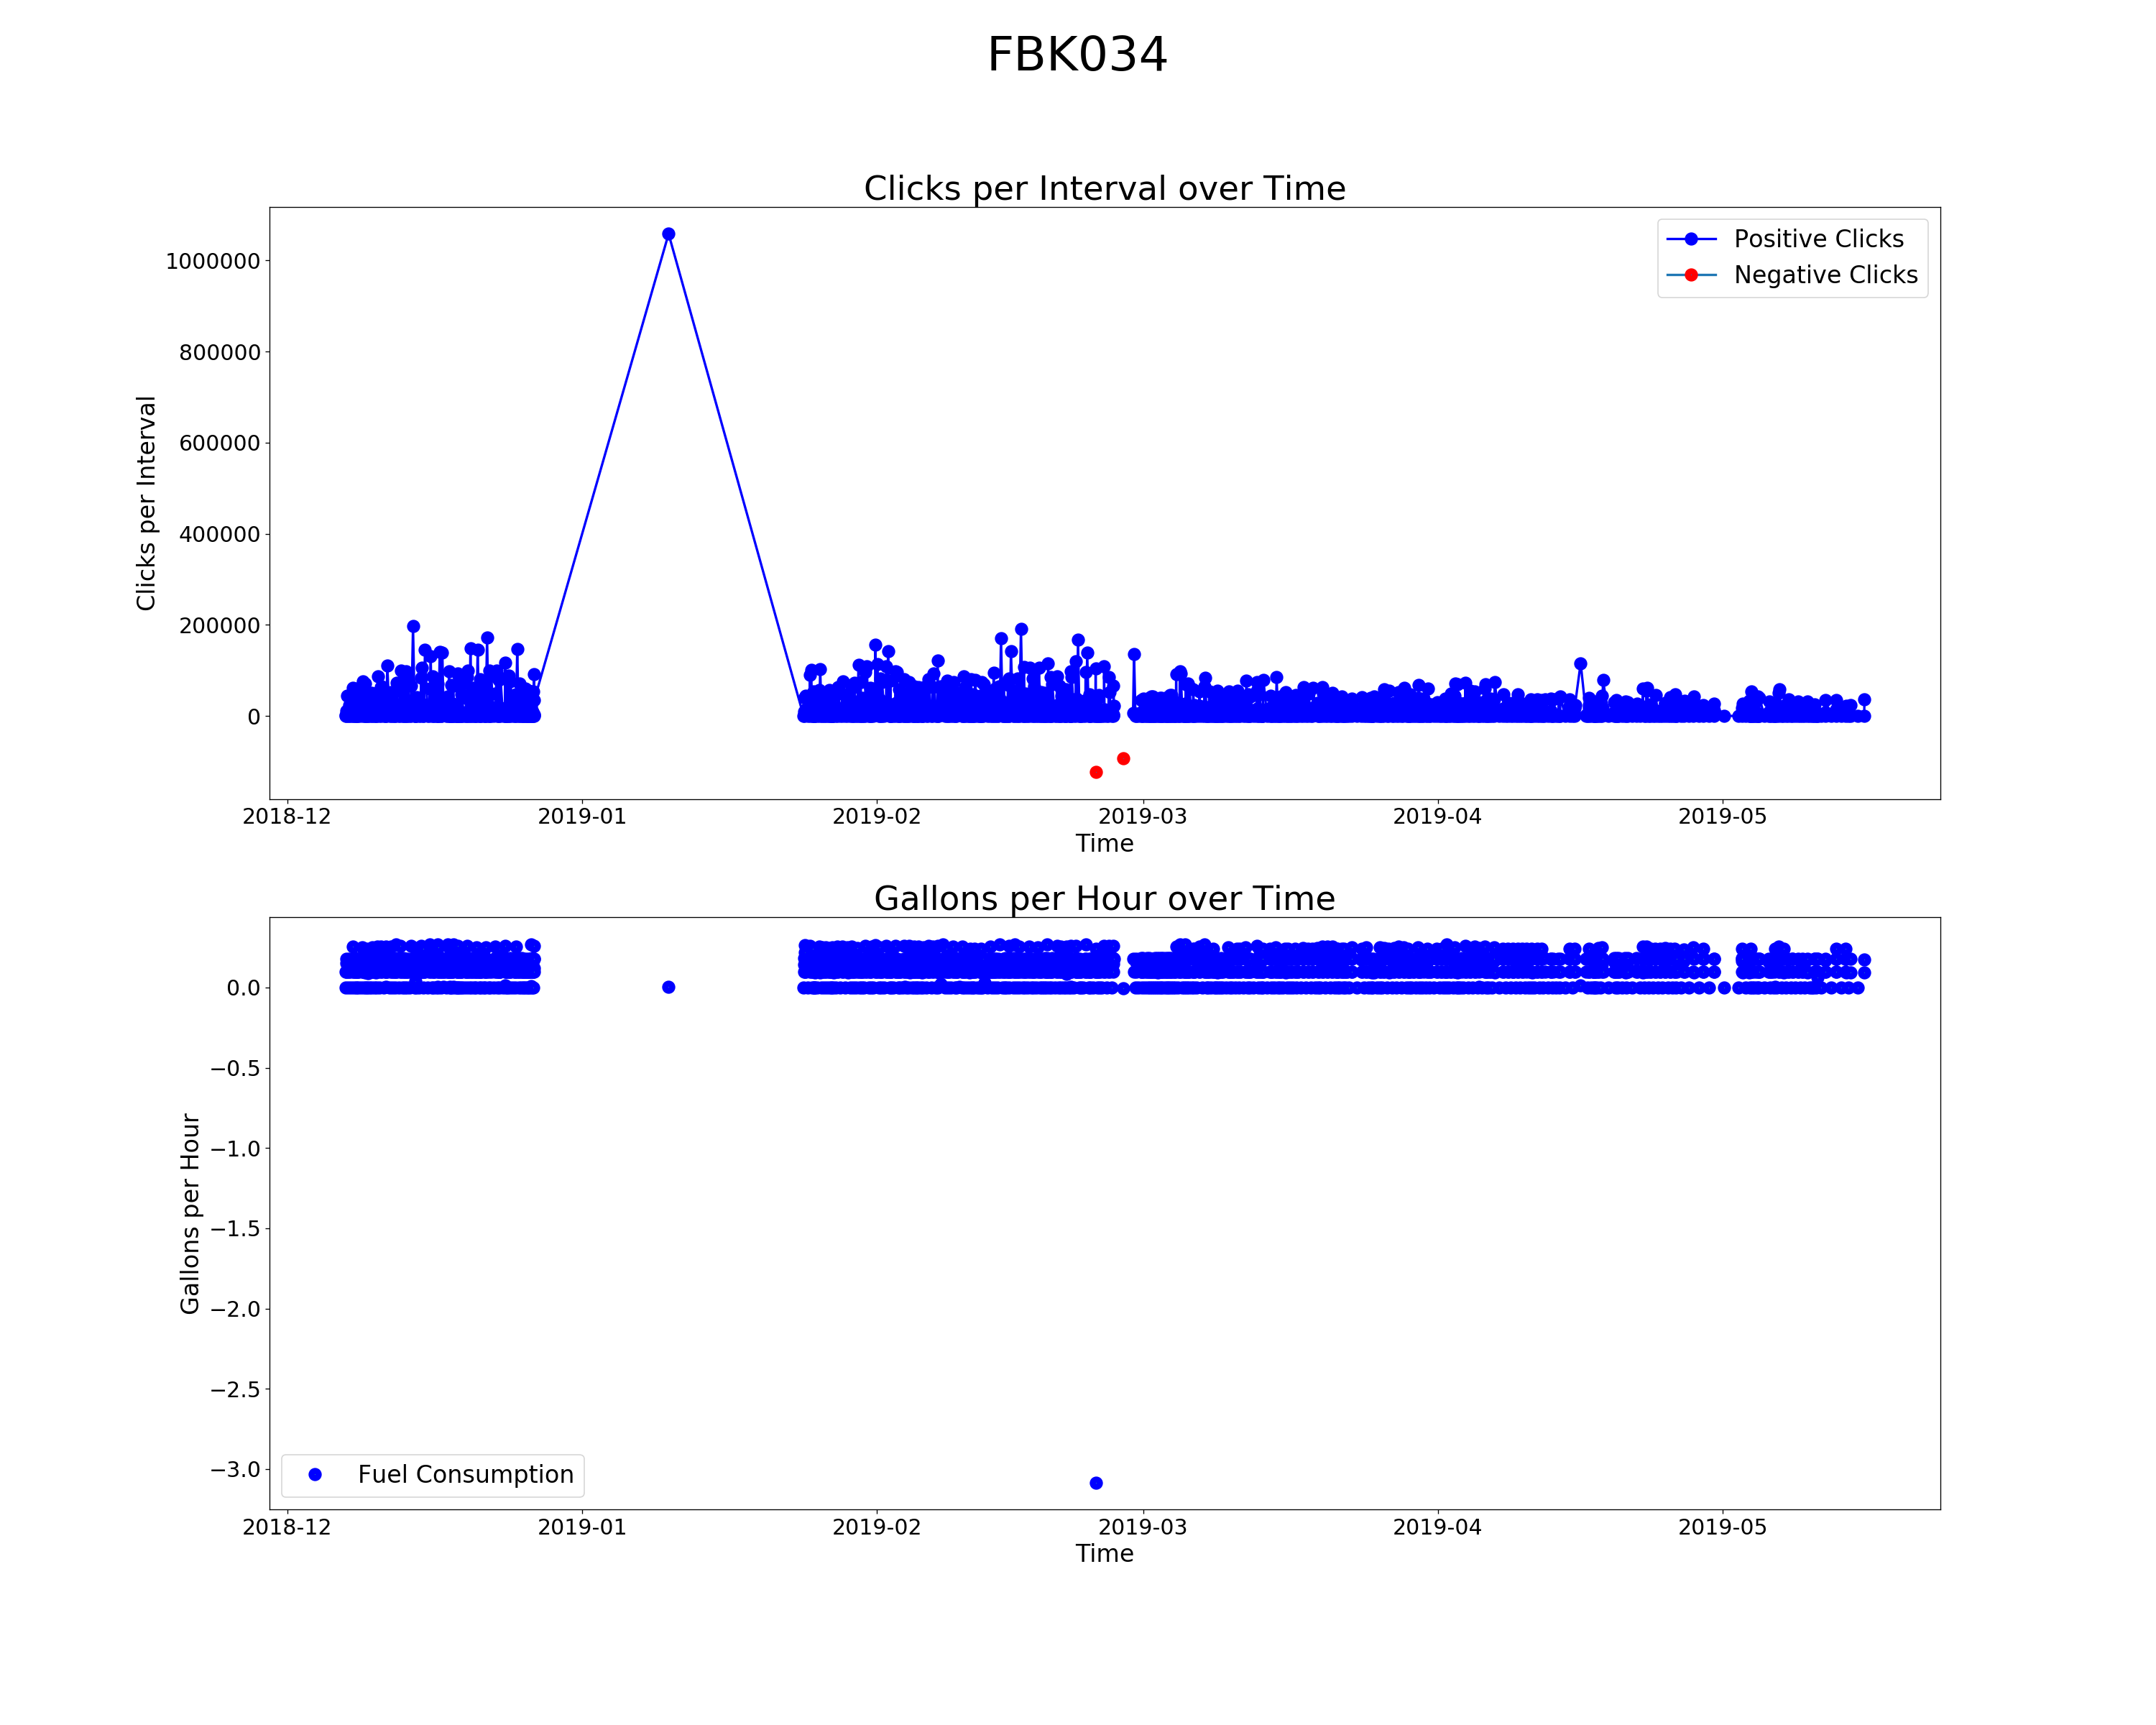 FBK034
Clicks per Interval over Time
Positive Clicks
Negative Clicks
1000000
800000
600000
400000
200000
0
Clicks per Interval
2018-12 2019-01 2019-02 2019-03 2019-04 2019-05
Time
Gallons per Hour over Time
0.0
−0.5
−1.0
−1.5
−2.0
−2.5
−3.0
Gallons per Hour
Fuel Consumption
2018-12 2019-01 2019-02 2019-03 2019-04 2019-05
Time